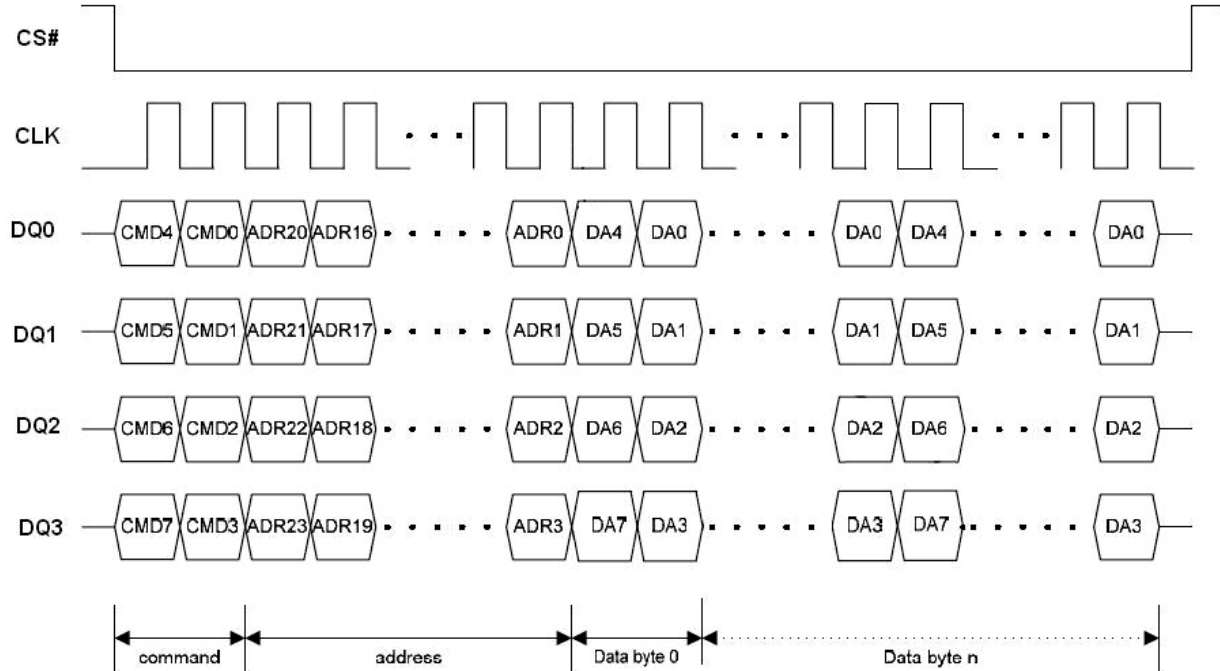 CS#
CLK
DQ0 CMD4 CMD0 ADR20 ADR16 ADR0 DA4 DA0 DA0 DA4 DA0
DQ1 CMD5 CMD1 ADR21 ADR17 ADR1 DA5 DA1 DA1 DA5 DA1
DQ2 CMD6 CMD2 ADR22 ADR18 ADR2 DA6 DA2 DA2 DA6 DA2
DQ3 CMD7 CMD3 ADR23 ADR19 ADR3 DA7 DA3 DA3 DA7 DA3
command address Data byte 0 Data byte n